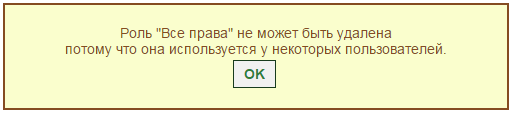 Роль "Все права" не может быть удалена
потому что она используется у некоторых пользователей.
OK